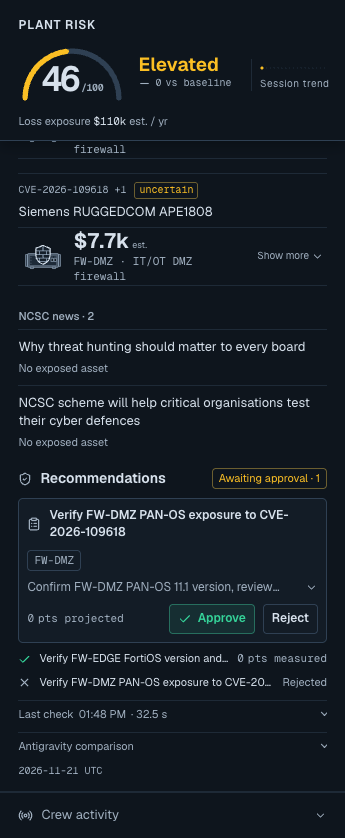 PLANT RISK
46 /100
Elevated
— 0 vs baseline
Session trend
Loss exposure $110k est. / yr
firewall
CVE-2026-109618 +1 uncertain
Siemens RUGGEDCOM APE1808
$7.7k est.
FW-DMZ · IT/OT DMZ
firewall
Show more
NCSC news · 2
Why threat hunting should matter to every board
No exposed asset
NCSC scheme will help critical organisations test
their cyber defences
No exposed asset
Recommendations
Awaiting approval · 1
Verify FW-DMZ PAN-OS exposure to CVE-
2026-109618
FW-DMZ
Confirm FW-DMZ PAN-OS 11.1 version, review…
0 pts projected
Approve
Reject
Verify FW-EDGE FortiOS version and… 0 pts measured
Verify FW-DMZ PAN-OS exposure to CVE-20… Rejected
Last check 01:48 PM · 32.5 s
Antigravity comparison
2026-11-21 UTC
Crew activity